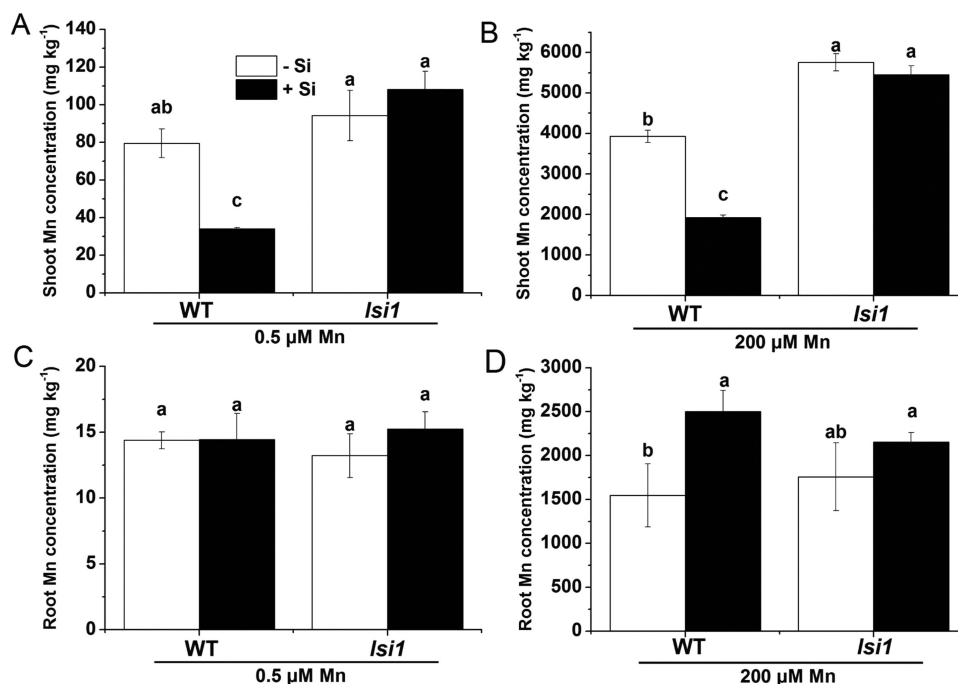 A
Shoot Mn concentration (mg kg⁻¹)
140
120
100
80
60
40
20
0
- Si
+ Si
ab
c
a
a
WT
lsi1
0.5 µM Mn
B
Shoot Mn concentration (mg kg⁻¹)
6000
5000
4000
3000
2000
1000
0
b
c
a
a
WT
lsi1
200 µM Mn
C
Root Mn concentration (mg kg⁻¹)
20
15
10
5
0
a
a
a
a
WT
lsi1
0.5 µM Mn
D
Root Mn concentration (mg kg⁻¹)
3000
2500
2000
1500
1000
500
0
b
a
ab
a
WT
lsi1
200 µM Mn